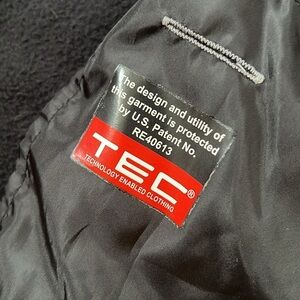 The design and utility of
this garment is protected
by U.S. Patent No.
RE40613
TEC®
TECHNOLOGY ENABLED CLOTHING